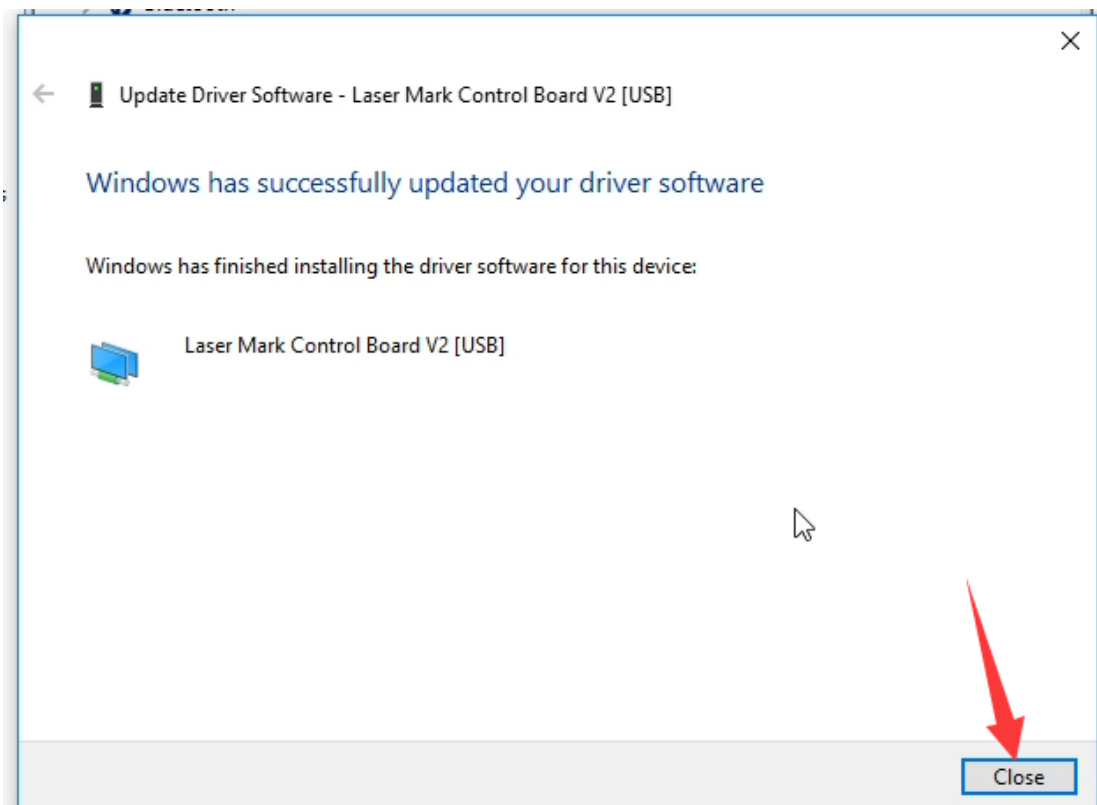 Update Driver Software - Laser Mark Control Board V2 [USB]
Windows has successfully updated your driver software
Windows has finished installing the driver software for this device:
Laser Mark Control Board V2 [USB]
Close